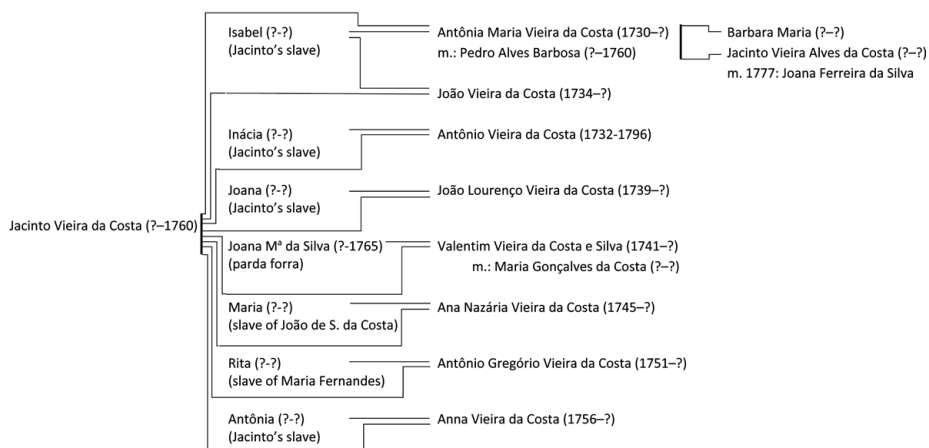 Isabel (?-?)
(Jacinto's slave)
Antônia Maria Vieira da Costa (1730–?)
m.: Pedro Alves Barbosa (?–1760)
Barbara Maria (?–?)
Jacinto Vieira Alves da Costa (?–?)
m. 1777: Joana Ferreira da Silva
João Vieira da Costa (1734–?)
Inácia (?-?)
(Jacinto's slave)
Antônio Vieira da Costa (1732-1796)
Joana (?-?)
(Jacinto's slave)
João Lourenço Vieira da Costa (1739–?)
Jacinto Vieira da Costa (?–1760)
Joana Mª da Silva (?-1765)
(parda forra)
Valentim Vieira da Costa e Silva (1741–?)
m.: Maria Gonçalves da Costa (?–?)
Maria (?-?)
(slave of João de S. da Costa)
Ana Nazária Vieira da Costa (1745–?)
Rita (?-?)
(slave of Maria Fernandes)
Antônio Gregório Vieira da Costa (1751–?)
Antônia (?-?)
(Jacinto's slave)
Anna Vieira da Costa (1756–?)